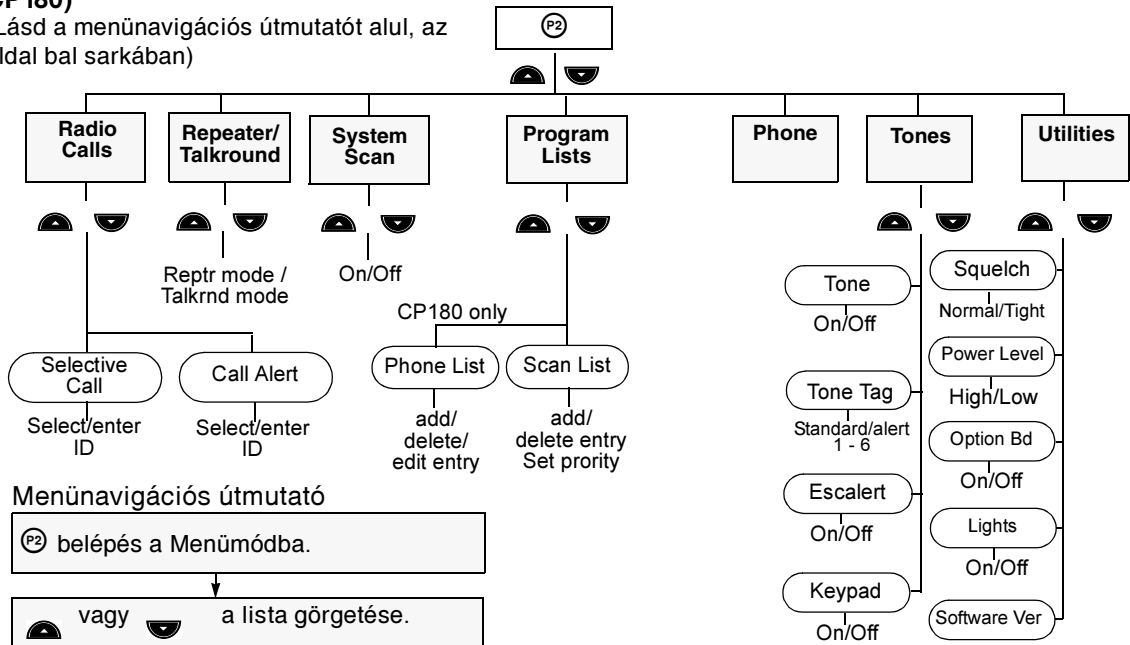 CP180)
Lásd a menünavigációs útmutatót alul, az
ldal bal sarkában)
P2
Radio
Calls
Repeater/
Talkround
System
Scan
Program
Lists
Phone
Tones
Utilities
Reptr mode /
Talkrnd mode
On/Off
CP180 only
Selective
Call
Select/enter
ID
Call Alert
Select/enter
ID
Phone List
add/
delete/
edit entry
Scan List
add/
delete entry
Set prority
Tone
On/Off
Tone Tag
Standard/alert
1 - 6
Escalert
On/Off
Keypad
On/Off
Squelch
Normal/Tight
Power Level
High/Low
Option Bd
On/Off
Lights
On/Off
Software Ver
Menünavigációs útmutató
P2 belépés a Menümódba.
vagy a lista görgetése.